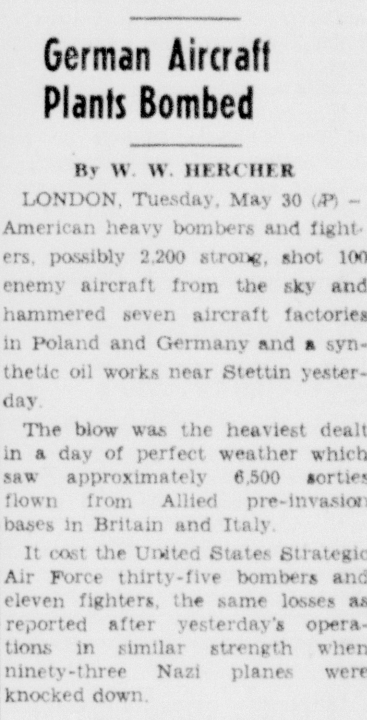 German Aircraft
Plants Bombed
By W. W. HERCHER
LONDON, Tuesday, May 30 (AP) –
American heavy bombers and fight-
ers, possibly 2,200 strong, shot 100
enemy aircraft from the sky and
hammered seven aircraft factories
in Poland and Germany and a syn-
thetic oil works near Stettin yester-
day.
The blow was the heaviest dealt
in a day of perfect weather which
saw approximately 6,500 sorties
flown from Allied pre-invasion
bases in Britain and Italy.
It cost the United States Strategic
Air Force thirty-five bombers and
eleven fighters, the same losses as
reported after yesterday's opera-
tions in similar strength when
ninety-three Nazi planes were
knocked down.